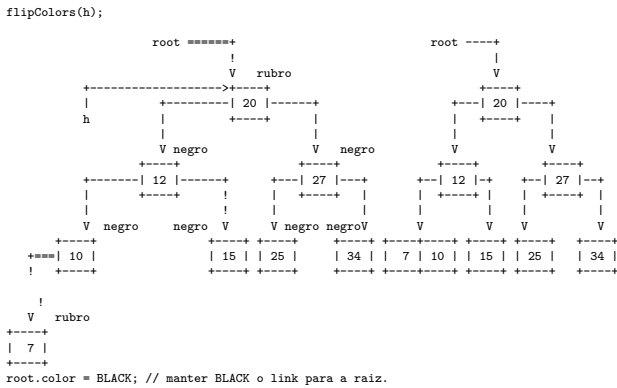 flipColors(h);
root ======+ root ----+
! |
V rubro V
+------------------->+-----+ +-----+
| +---------| 20 |------+ +---| 20 |----+
h | +-----+ | | +-----+ |
| | | |
V negro V negro V V
+-----+ +-----+ +-----+ +-----+
+-------| 12 |------+ +---| 27 |---+ +--| 12 |-+ +--| 27 |--+
| +-----+ ! | +-----+ | | +-----+ | | +-----+ |
| ! | | | | | |
V negro negro V V negro negroV V V V V
+-----+ +----+ +----+ +----+ +----+----+ +----+ +----+ +----+
+===| 10 | | 15 | | 25 | | 34 | | 7 | 10 | | 15 | | 25 | | 34 |
! +-----+ +----+ +----+ +----+ +----+----+ +----+ +----+ +----+
!
V rubro
+----+
| 7 |
+----+
root.color = BLACK; // manter BLACK o link para a raiz.